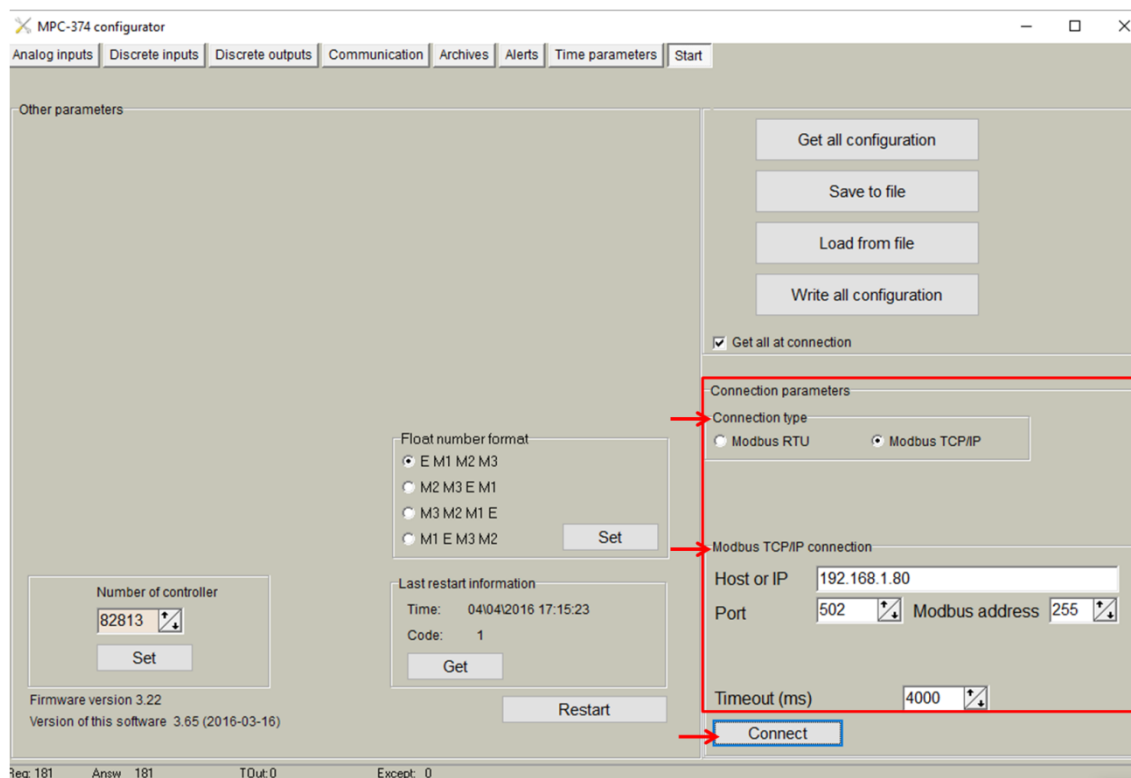 MPC-374 configurator
Analog inputs Discrete inputs Discrete outputs Communication Archives Alerts Time parameters Start
Other parameters
Get all configuration
Save to file
Load from file
Write all configuration
Get all at connection
Connection parameters
Connection type
Modbus RTU Modbus TCP/IP
Float number format
E M1 M2 M3
M2 M3 E M1
M3 M2 M1 E
M1 E M3 M2
Set
Modbus TCP/IP connection
Host or IP 192.168.1.80
Port 502 Modbus address 255
Timeout (ms) 4000
Connect
Number of controller
82813
Set
Last restart information
Time: 04\04\2016 17:15:23
Code: 1
Get
Firmware version 3.22
Version of this software 3.65 (2016-03-16)
Restart
Req: 181 Answ 181 TOut:0 Except: 0